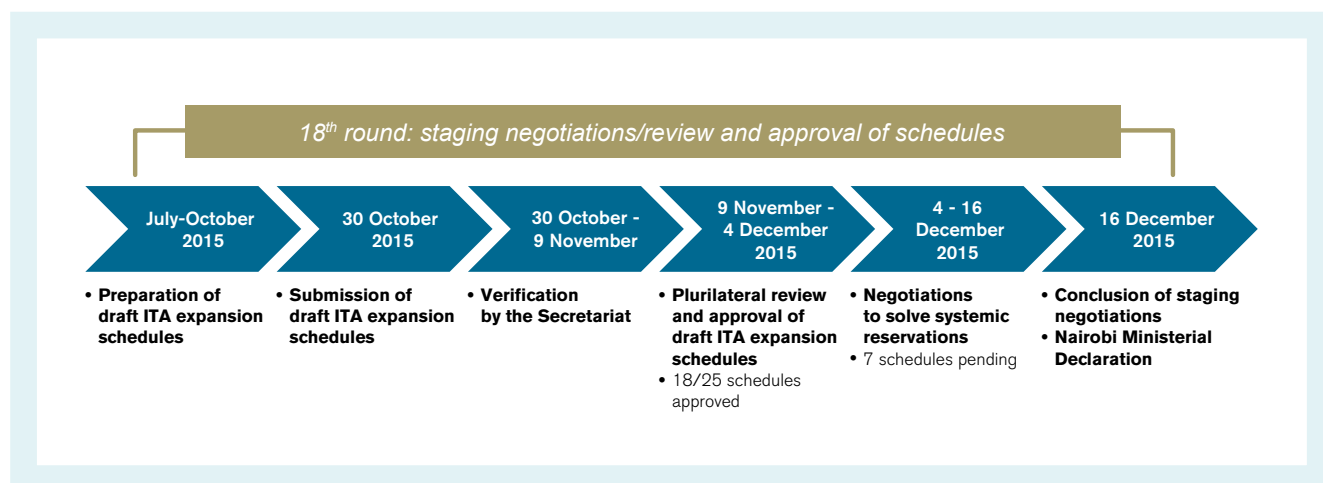 18th round: staging negotiations/review and approval of schedules
July-October
2015
• Preparation of
draft ITA expansion
schedules
30 October
2015
• Submission of
draft ITA expansion
schedules
30 October -
9 November
• Verification
by the Secretariat
9 November -
4 December
2015
• Plurilateral review
and approval of
draft ITA expansion
schedules
• 18/25 schedules
approved
4 - 16
December
2015
• Negotiations
to solve systemic
reservations
• 7 schedules pending
16 December
2015
• Conclusion of staging
negotiations
• Nairobi Ministerial
Declaration